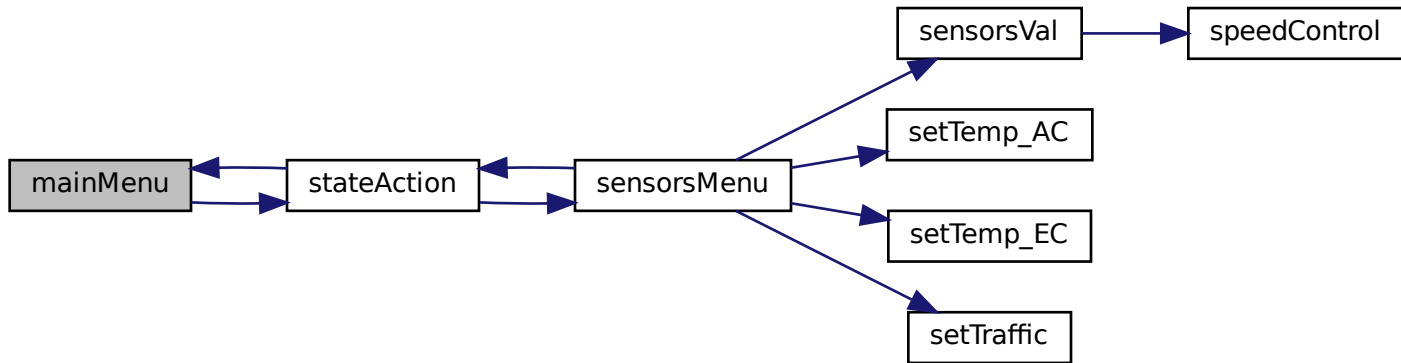 mainMenu
stateAction
sensorsMenu
sensorsVal
speedControl
setTemp_AC
setTemp_EC
setTraffic